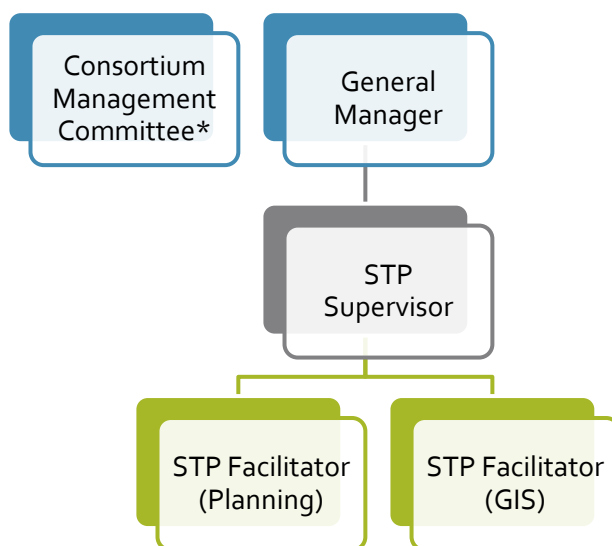 Consortium
Management
Committee*
General
Manager
STP
Supervisor
STP Facilitator
(Planning)
STP Facilitator
(GIS)